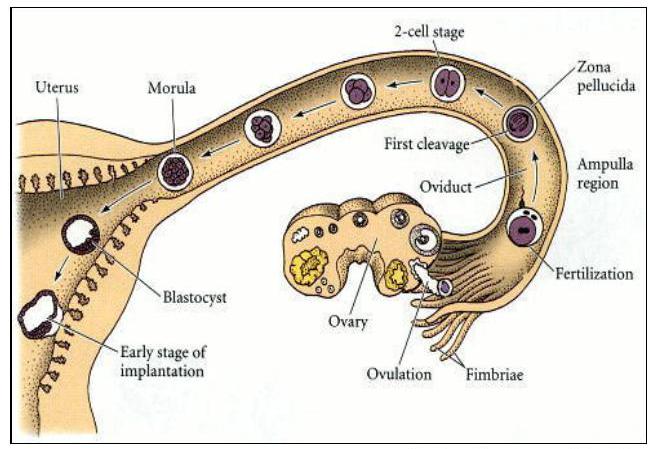 2-cell stage
Zona
pellucida
Uterus
Morula
First cleavage
Ampulla
region
Oviduct
Fertilization
Blastocyst
Ovary
Early stage of
implantation
Ovulation
Fimbriae